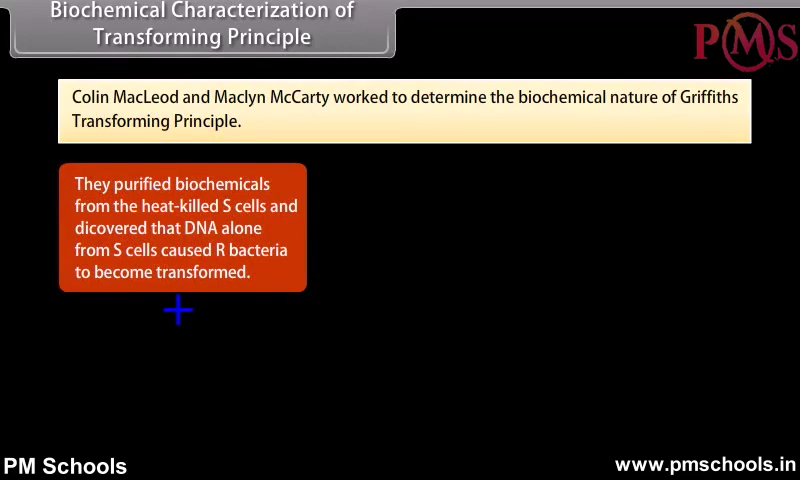 Biochemical Characterization of
Transforming Principle
PMS
Colin MacLeod and Maclyn McCarty worked to determine the biochemical nature of Griffiths
Transforming Principle.
They purified biochemicals
from the heat-killed S cells and
dicovered that DNA alone
from S cells caused R bacteria
to become transformed.
+
PM Schools
www.pmschools.in